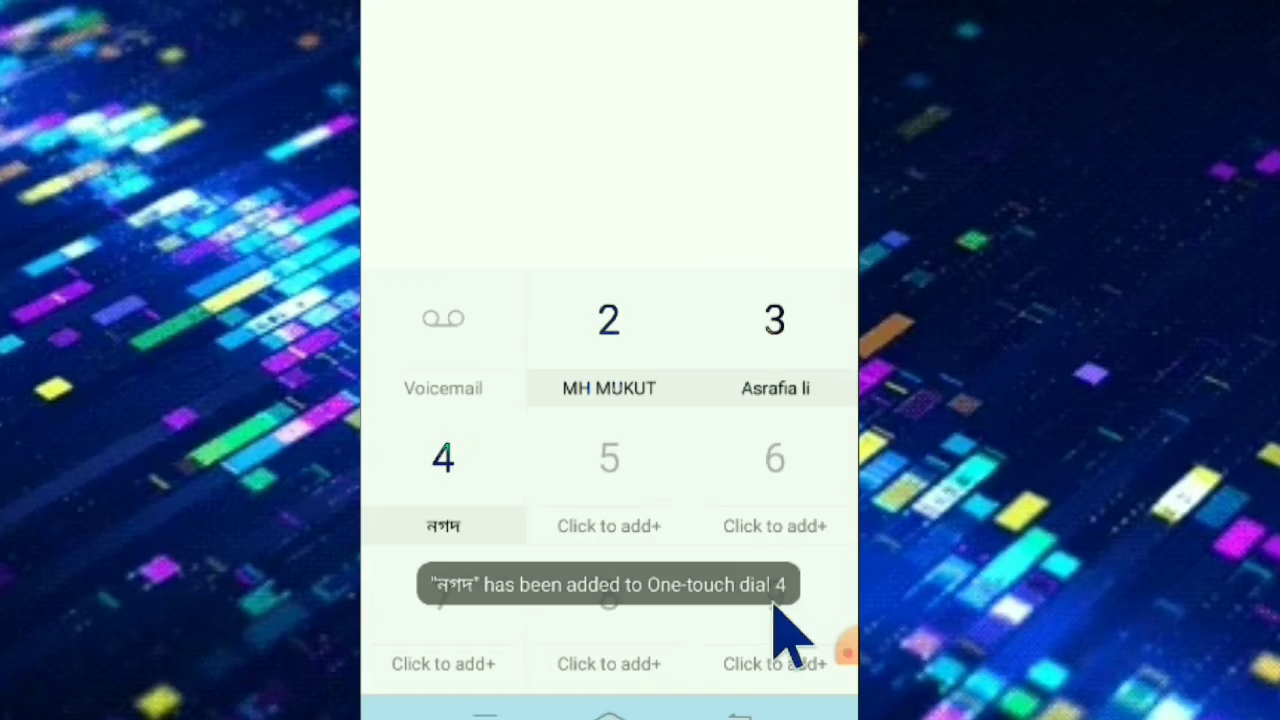 2
3
Voicemail
MH MUKUT
Asrafia li
4
5
6
নগদ
Click to add+
Click to add+
"নগদ" has been added to One-touch dial 4
Click to add+
Click to add+
Click to add+